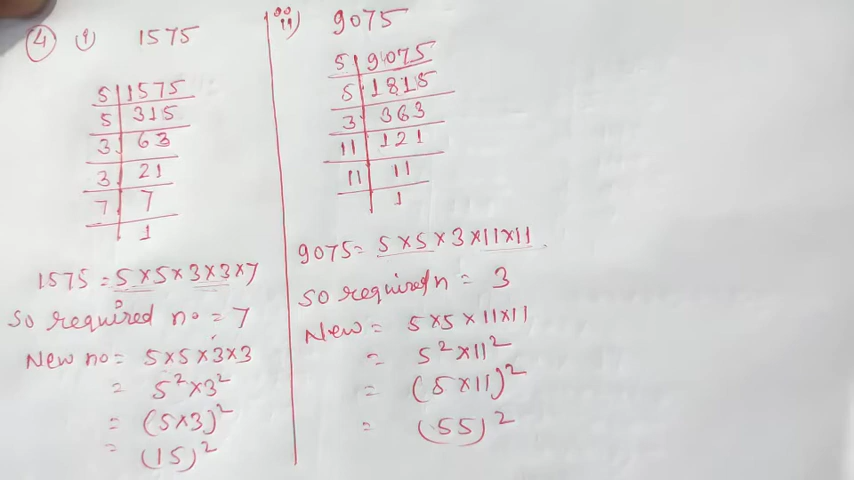 4 i) 1575
5 | 1575
5 | 315
3 | 63
3 | 21
7 | 7
1
1575 = 5×5×3×3×7
So required no = 7
New no = 5×5×3×3
= 5²×3²
= (5×3)²
= (15)²
ii) 9075
5 | 9075
5 | 1815
3 | 363
11 | 121
11 | 11
1
9075 = 5×5×3×11×11
So required n = 3
New = 5×5×11×11
= 5²×11²
= (5×11)²
= (55)²